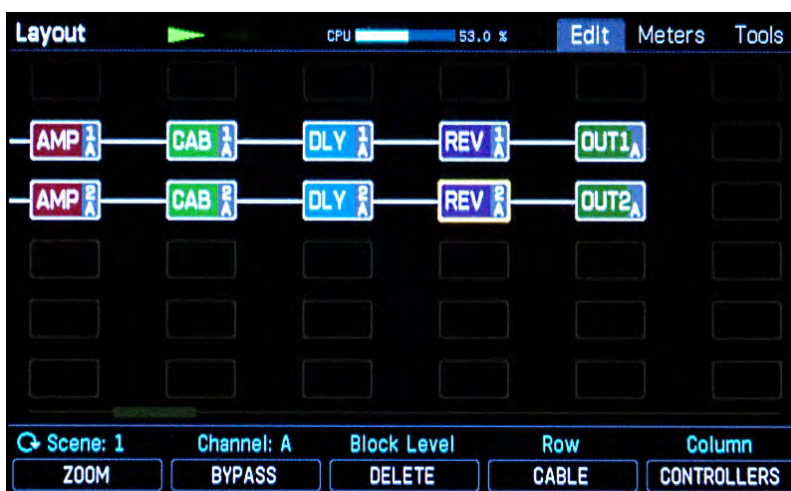 Layout CPU 53.0 % Edit Meters Tools
AMP 1 A CAB 1 A DLY 1 A REV 1 A OUT1 A
AMP 2 A CAB 2 A DLY 2 A REV 2 A OUT2 A
Scene: 1 Channel: A Block Level Row Column
ZOOM BYPASS DELETE CABLE CONTROLLERS